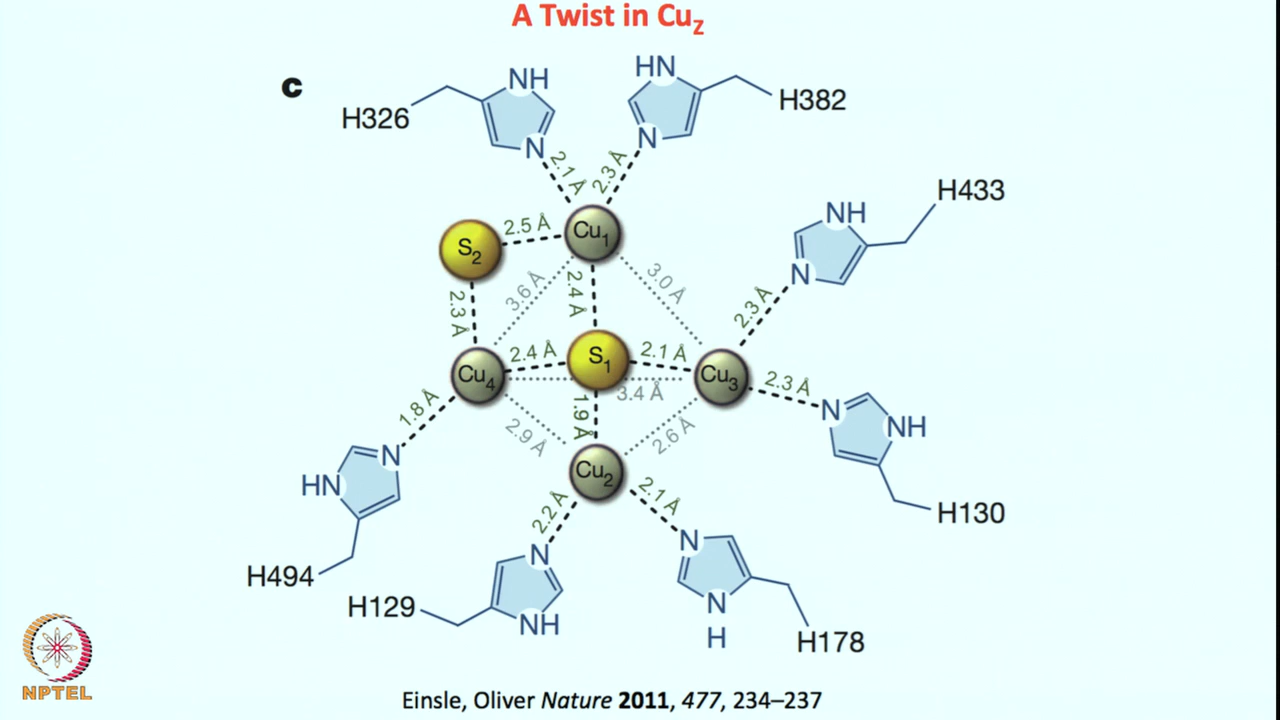 A Twist in CuZ
c
H326
NH
N
HN
N
H382
2.1 Å
2.3 Å
H433
NH
N
S2
2.5 Å
Cu1
2.3 Å
3.6 Å
2.4 Å
3.0 Å
2.3 Å
Cu4
2.4 Å
S1
2.1 Å
Cu3
3.4 Å
2.3 Å
N
NH
H130
1.8 Å
2.9 Å
1.9 Å
2.6 Å
N
HN
H494
Cu2
2.2 Å
2.1 Å
N
NH
H129
N
N
H
H178
NPTEL
Einsle, Oliver Nature 2011, 477, 234–237